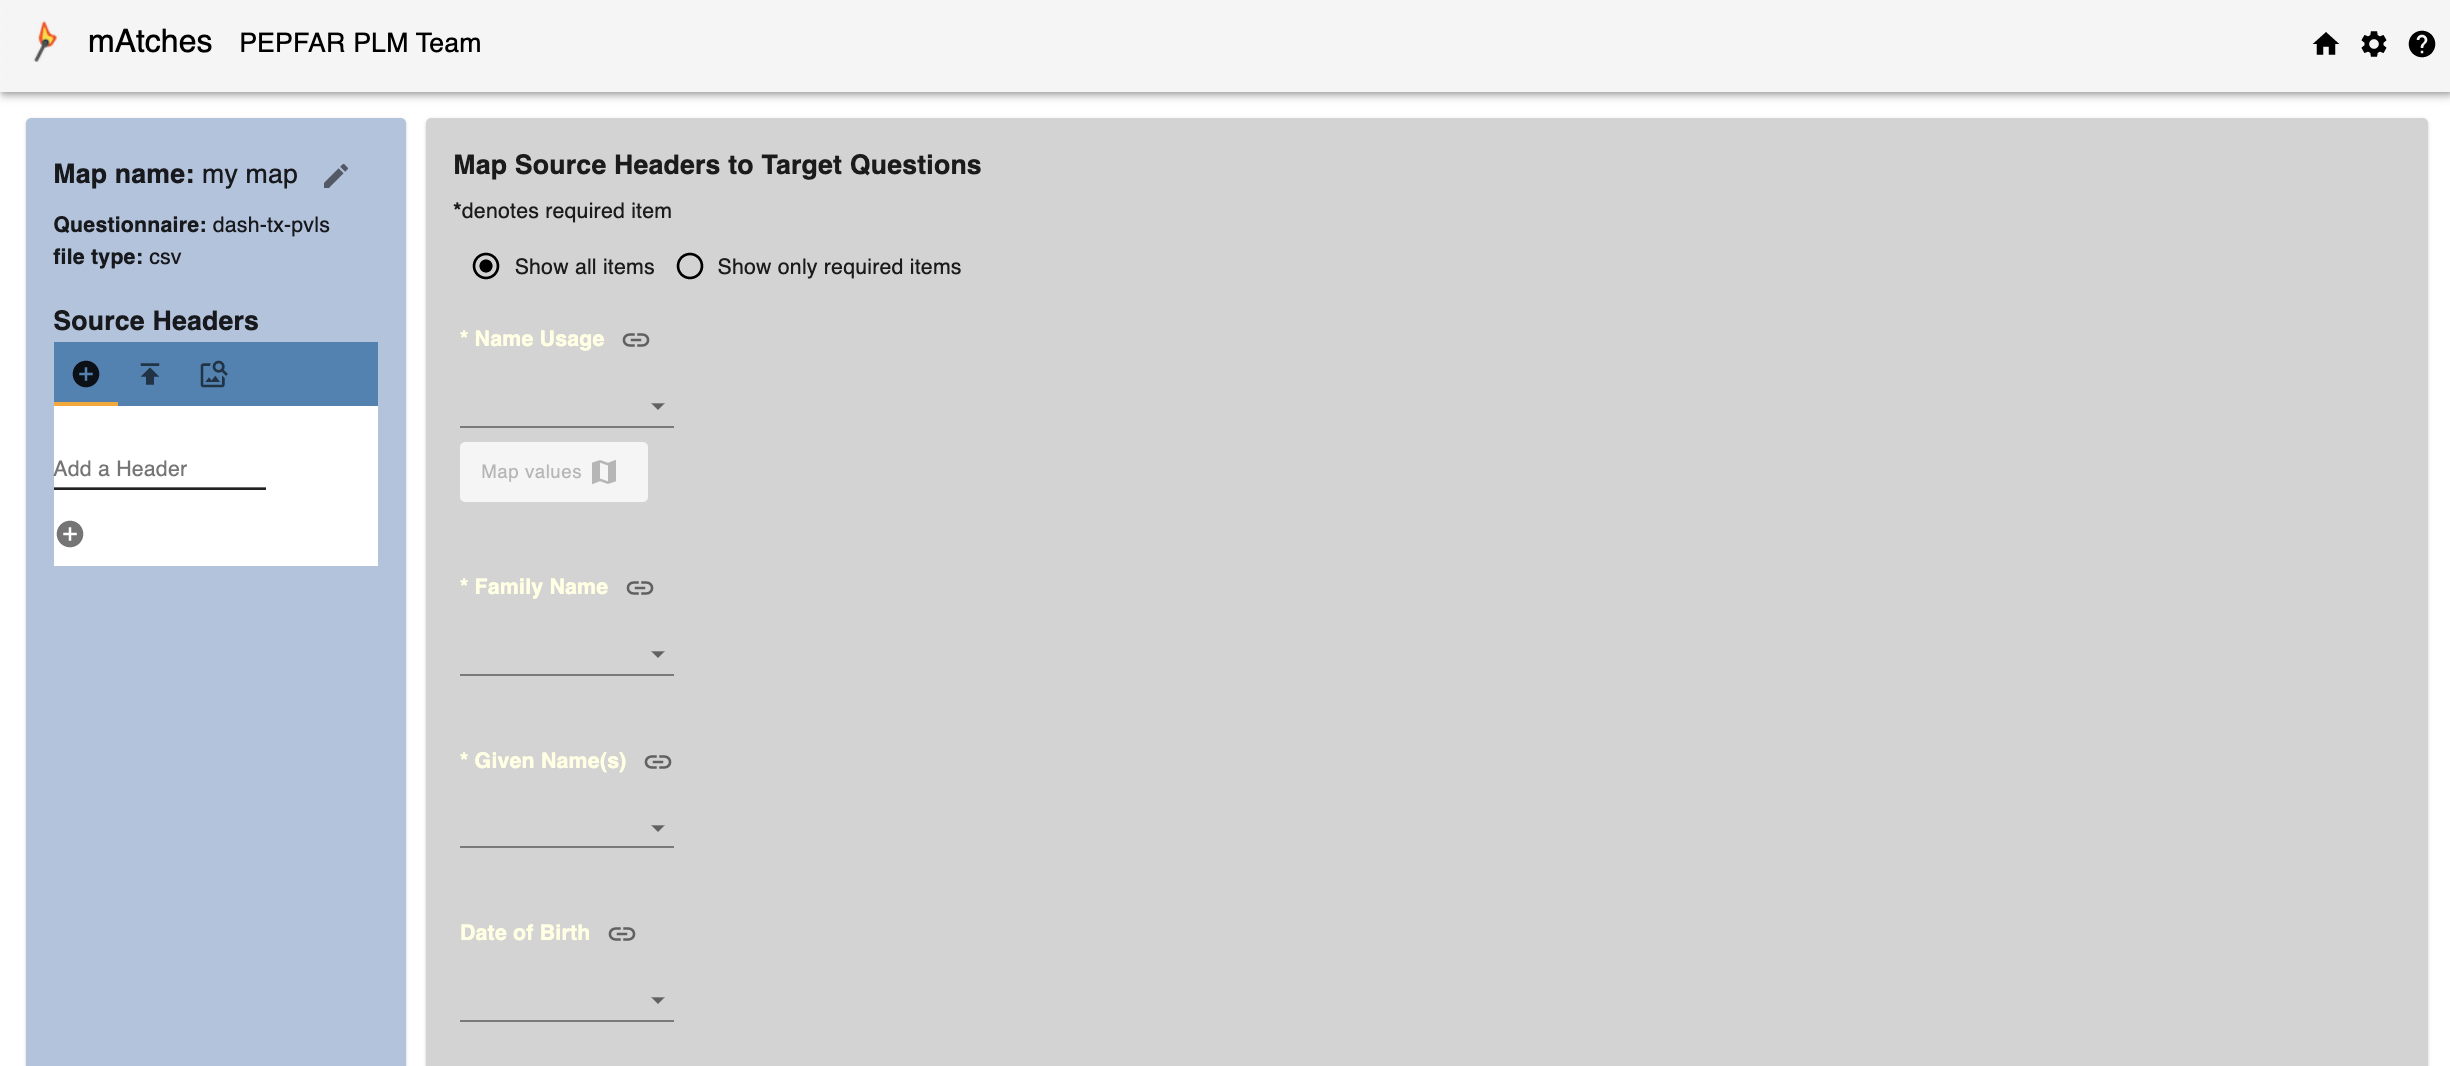 mAtches PEPFAR PLM Team
Map name: my map
Questionnaire: dash-tx-pvls
file type: csv
Source Headers
Add a Header
Map Source Headers to Target Questions
*denotes required item
Show all items Show only required items
* Name Usage
Map values
* Family Name
* Given Name(s)
Date of Birth